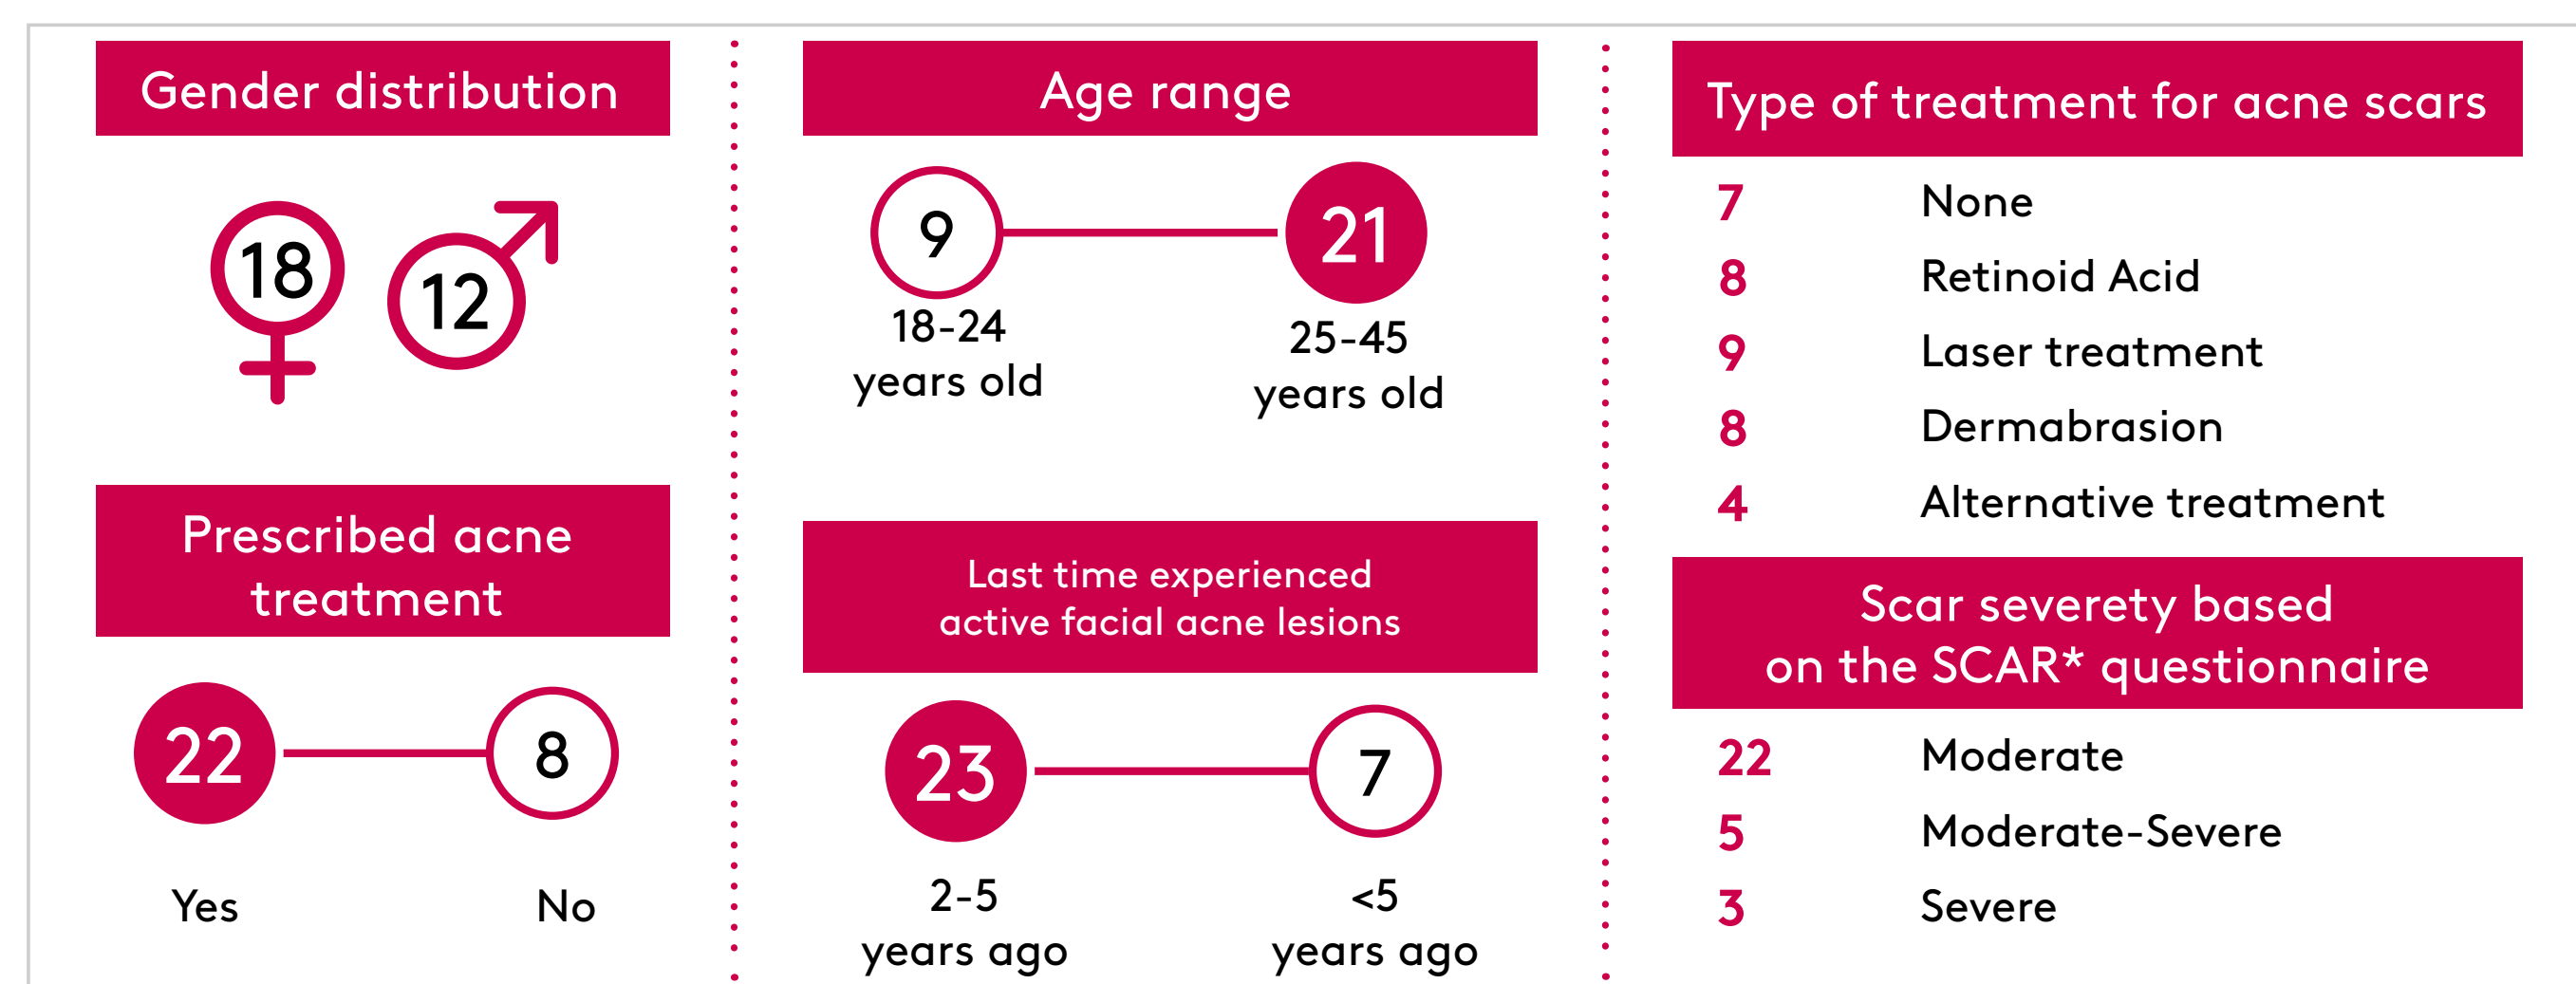 Gender distribution
18
12
Prescribed acne
treatment
22
8
Yes
No
Age range
9
21
18-24
years old
25-45
years old
Last time experienced
active facial acne lesions
23
7
2-5
years ago
<5
years ago
Type of treatment for acne scars
7 None
8 Retinoid Acid
9 Laser treatment
8 Dermabrasion
4 Alternative treatment
Scar severety based
on the SCAR* questionnaire
22 Moderate
5 Moderate-Severe
3 Severe